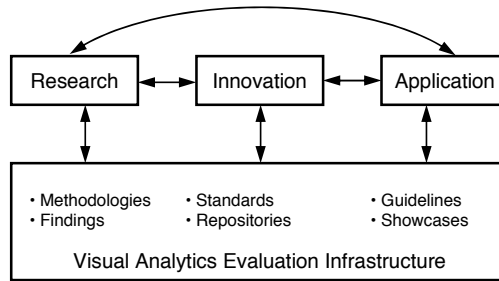 Research Innovation Application
• Methodologies • Standards • Guidelines
• Findings • Repositories • Showcases
Visual Analytics Evaluation Infrastructure